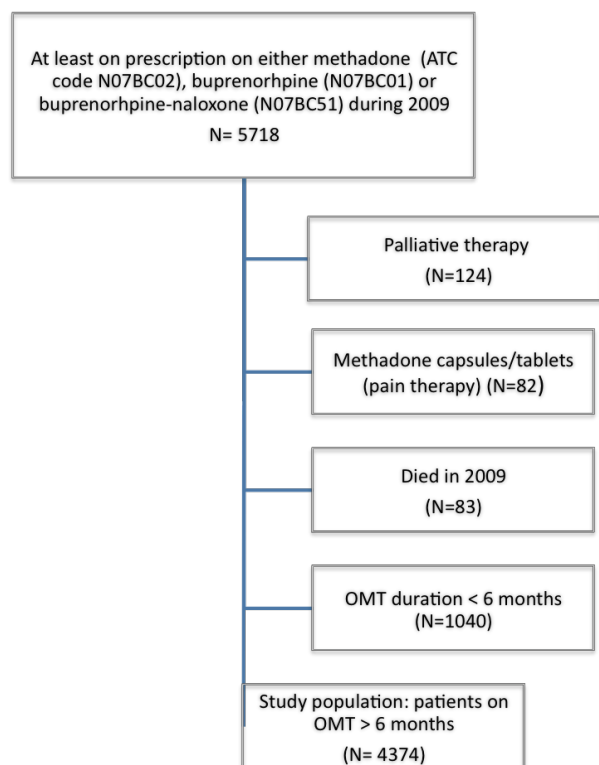 At least on prescription on either methadone (ATC
code N07BC02), buprenorhpine (N07BC01) or
buprenorhpine-naloxone (N07BC51) during 2009
N= 5718
Palliative therapy
(N=124)
Methadone capsules/tablets
(pain therapy) (N=82)
Died in 2009
(N=83)
OMT duration < 6 months
(N=1040)
Study population: patients on
OMT > 6 months
(N= 4374)